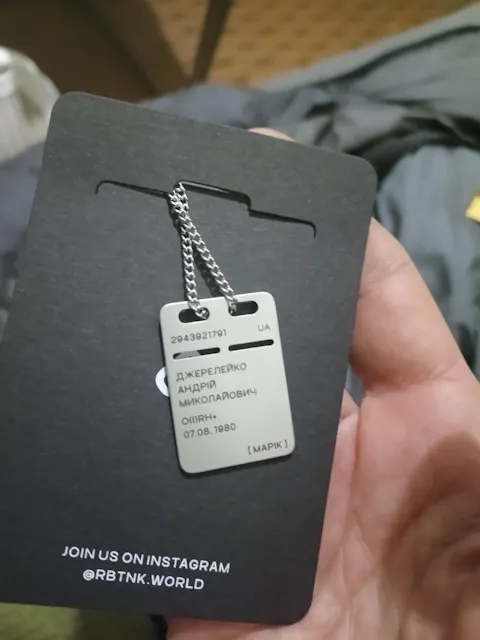 2943921791 UA
ДЖЕРЕЛЕЙКО
АНДРІЙ
МИКОЛАЙОВИЧ
O(I)RH+
07.08.1980
[МАРІК]
JOIN US ON INSTAGRAM
@RBTNK.WORLD